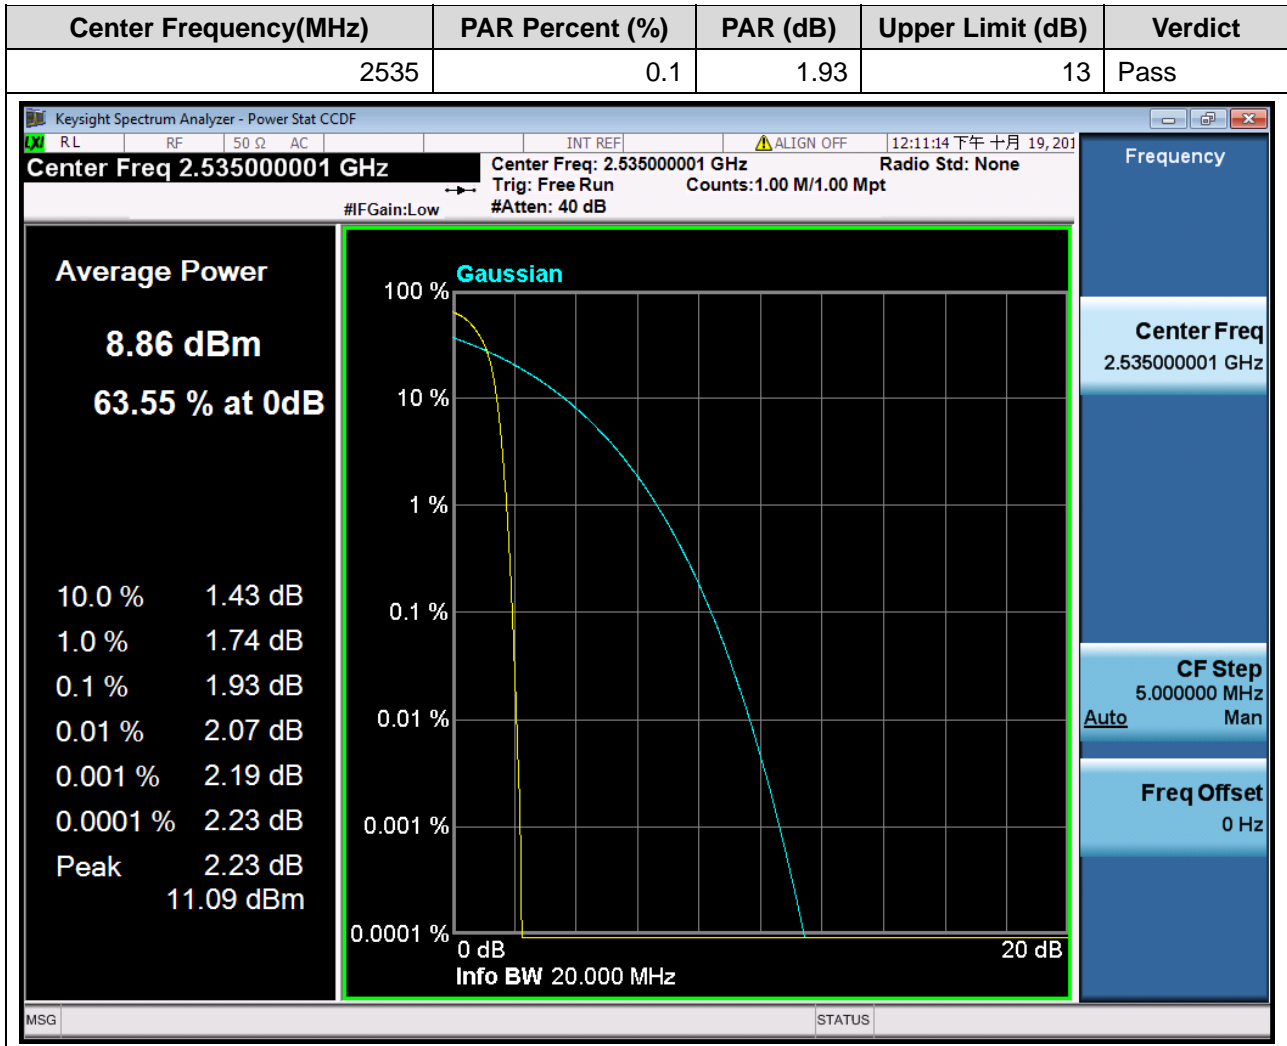 Center Frequency(MHz) PAR Percent (%) PAR (dB) Upper Limit (dB) Verdict
2535 0.1 1.93 13 Pass
Keysight Spectrum Analyzer - Power Stat CCDF
LXI RL RF 50 Ω AC INT REF ALIGN OFF 12:11:14 下午 十月 19, 201
Center Freq 2.535000001 GHz
#IFGain:Low
Center Freq: 2.535000001 GHz Radio Std: None
Trig: Free Run Counts:1.00 M/1.00 Mpt
#Atten: 40 dB
Average Power
8.86 dBm
63.55 % at 0dB
10.0 % 1.43 dB
1.0 % 1.74 dB
0.1 % 1.93 dB
0.01 % 2.07 dB
0.001 % 2.19 dB
0.0001 % 2.23 dB
Peak 2.23 dB
11.09 dBm
Gaussian
100 %
10 %
1 %
0.1 %
0.01 %
0.001 %
0.0001 %
0 dB 20 dB
Info BW 20.000 MHz
Frequency
Center Freq
2.535000001 GHz
CF Step
5.000000 MHz
Auto Man
Freq Offset
0 Hz
MSG STATUS